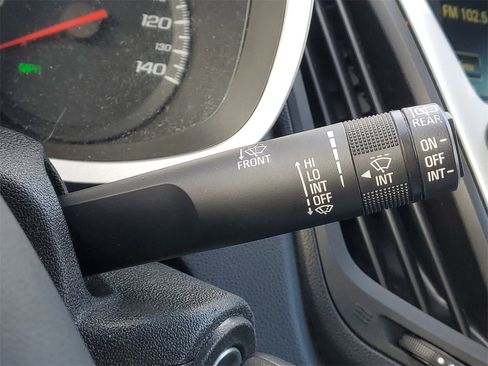 120
130
140
MPH
FM 102.5
FRONT
HI
LO
INT
OFF
INT
REAR
ON
OFF
INT